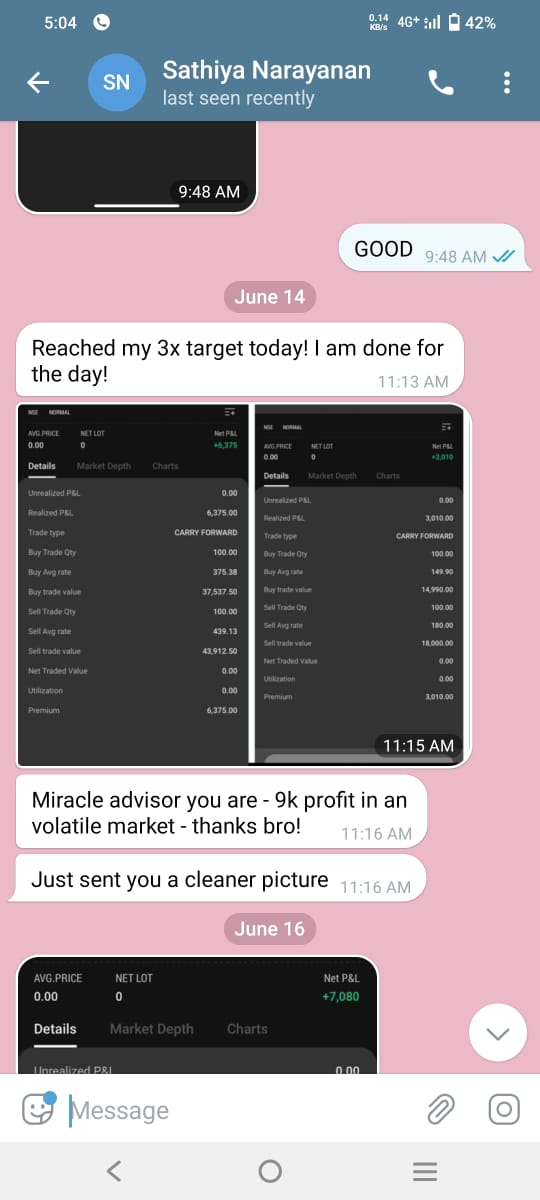 5:04
0.14 KB/s 4G+ 42%
SN
Sathiya Narayanan
last seen recently
9:48 AM
GOOD 9:48 AM
June 14
Reached my 3x target today! I am done for
the day!
11:13 AM
NSE NORMAL
AVG.PRICE NET LOT Net P&L
0.00 0 +6,375
Details Market Depth Charts
Unrealized P&L 0.00
Realized P&L 6,375.00
Trade type CARRY FORWARD
Buy Trade Qty 100.00
Buy Avg rate 375.38
Buy trade value 37,537.50
Sell Trade Qty 100.00
Sell Avg rate 439.13
Sell trade value 43,912.50
Net Traded Value 0.00
Utilization 0.00
Premium 6,375.00
NSE NORMAL
AVG.PRICE NET LOT Net P&L
0.00 0 +3,010
Details Market Depth Charts
Unrealized P&L 0.00
Realized P&L 3,010.00
Trade type CARRY FORWARD
Buy Trade Qty 100.00
Buy Avg rate 149.90
Buy trade value 14,990.00
Sell Trade Qty 100.00
Sell Avg rate 180.00
Sell trade value 18,000.00
Net Traded Value 0.00
Utilization 0.00
Premium 3,010.00
11:15 AM
Miracle advisor you are - 9k profit in an
volatile market - thanks bro! 11:16 AM
Just sent you a cleaner picture 11:16 AM
June 16
AVG.PRICE NET LOT Net P&L
0.00 0 +7,080
Details Market Depth Charts
Unrealized P&L 0.00
Message